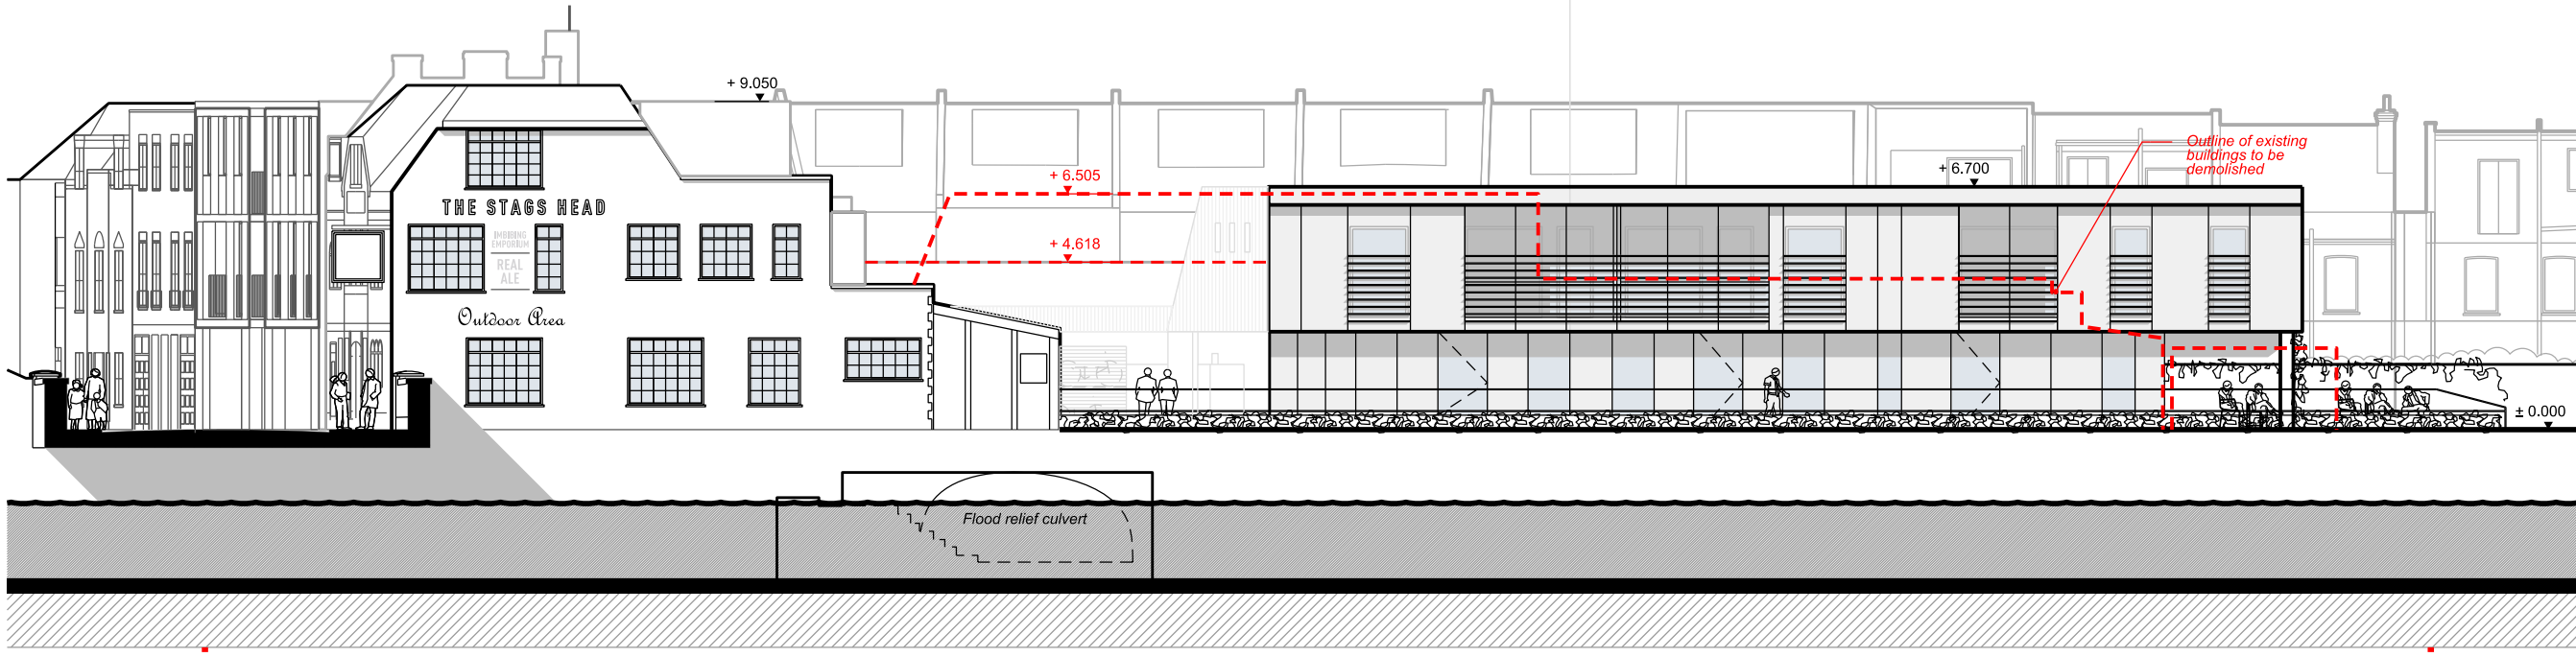 + 9.050
+ 6.505
+ 4.618
+ 6.700
Outline of existing
buildings to be
demolished
THE STAGS HEAD
IMBIBING
EMPORIUM
REAL
ALE
Outdoor Area
± 0.000
Flood relief culvert